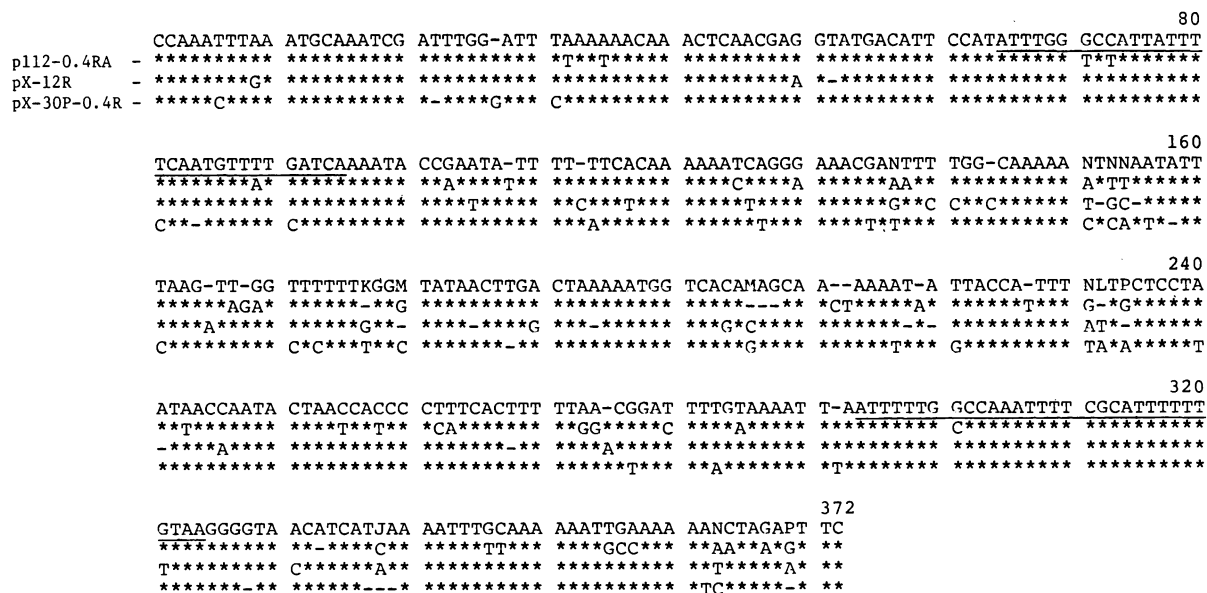 80
CCAAATTTAA ATGCAAATCG ATTTGG-ATT TAAAAAACAA ACTCAACGAG GTATGACATT CCATATTTGG GCCATTATTT
p112-0.4RA - ********** ********** ********** *T**T***** ********** ********** ********** T*T*******
pX-12R - *******G** ********** ********** ********** ********A* *-******** ********** **********
pX-30P-0.4R - *****C**** ********** *-****G*** C********* ********** ********** ********** **********
160
TCAATGTTTT GATCAAAATA CCGAATA-TT TT-TTCACAA AAAATCAGGG AAACGANTTT TGG-CAAAAA NTNNAATATT
********A* ********** **A****T** ********** ******C***A ******AA** ********** A*TT******
********** ********** ****T***** **C***T*** *****T**** ******G**C C**C****** T-GC-*****
C**-****** C********* ********** ***A****** ******T*** ****T*T*** ********** C*CA*T*-**
240
TAAG-TT-GG TTTTTTKGGM TATAACTTGA CTAAAAATGG TCACAMAGCA A--AAAAT-A TTACCA-TTT NLTPCTCCTA
******AGA* ******-**G ********** ********** *****---** *CT*****A* ******T*** G-*G******
****A***** ******G**- ****-****G *-******** ***G*C**** *******-*- ********** AT*-******
C********* C*C***T**C *******-** ********** *****G**** ******T*** G********* TA*A*****T
320
ATAACCAATA CTAACCACCC CTTTCACTTT TTAA-CGGAT TTTGTAAAAT T-AATTTTTGG GCCAAATTTT CGCATTTTTT
**T******* *****T**T** *CA******* ***GG*****C ****A***** ********** C********* **********
-****A**** ********** *******-** ****A***** ********** ********** ********** **********
********** ********** ********** ******T*** **A******* *T******** ********** **********
372
GTAAGGGGTA ACATCATJAA AATTTGCAAA AAATTGAAAA AANCTAGAPT TC
********** **-****C** *****TT*** *****GCC** **AA**A*G* **
T********* C******A** ********** ********** **T*****A* **
*******-** ******---* ********** ********** *TC*****-* **